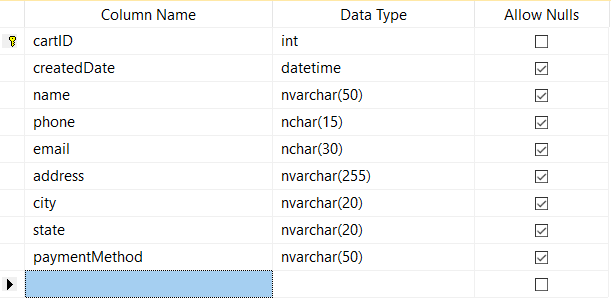 Column Name Data Type Allow Nulls
cartID int
createdDate datetime
name nvarchar(50)
phone nchar(15)
email nchar(30)
address nvarchar(255)
city nvarchar(20)
state nvarchar(20)
paymentMethod nvarchar(50)